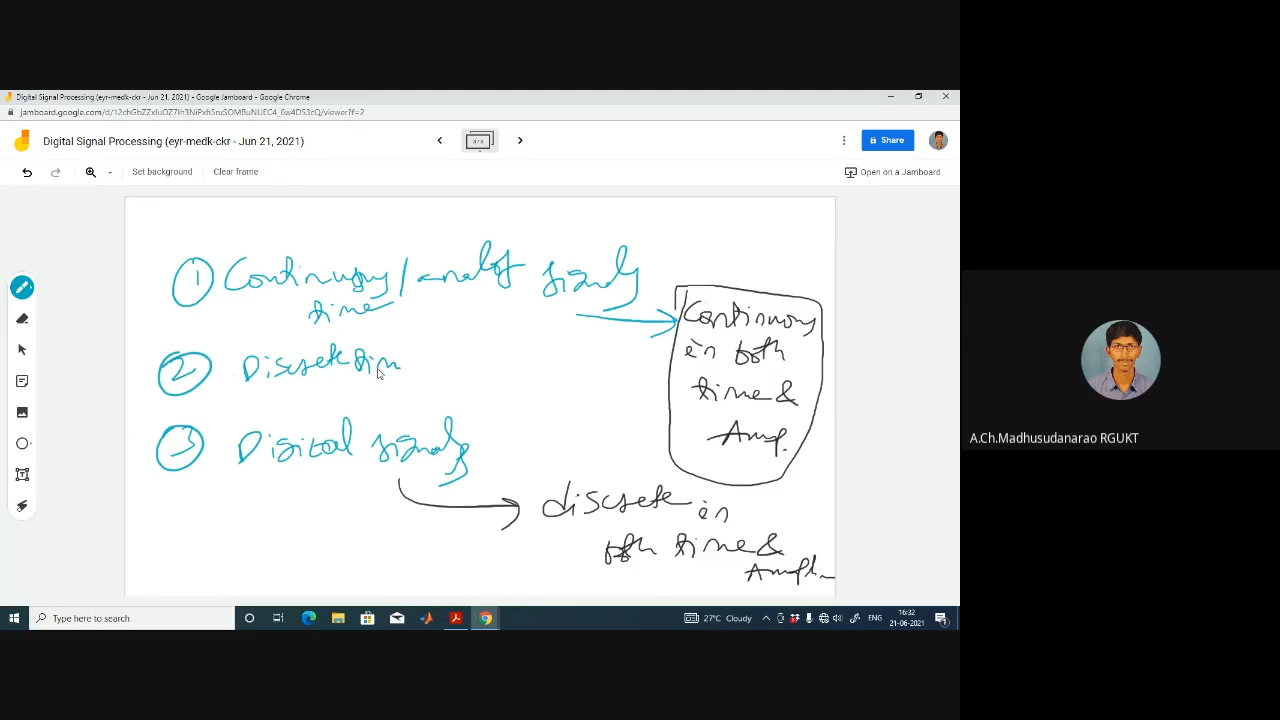 Digital Signal Processing (eyr-medk-ckr - Jun 21, 2021) - Google Jamboard - Google Chrome
Digital Signal Processing (eyr-medk-ckr - Jun 21, 2021)
3 / 3
Share
Set background
Clear frame
Open on a Jamboard
① Continuous / analog signals
time
② Discrete tim
③ Digital signals
Continuous
in both
time &
Amp.
discrete in
both time &
A.Ch.Madhusudanarao RGUKT
Type here to search
27°C Cloudy
ENG
16:32
21-06-2021